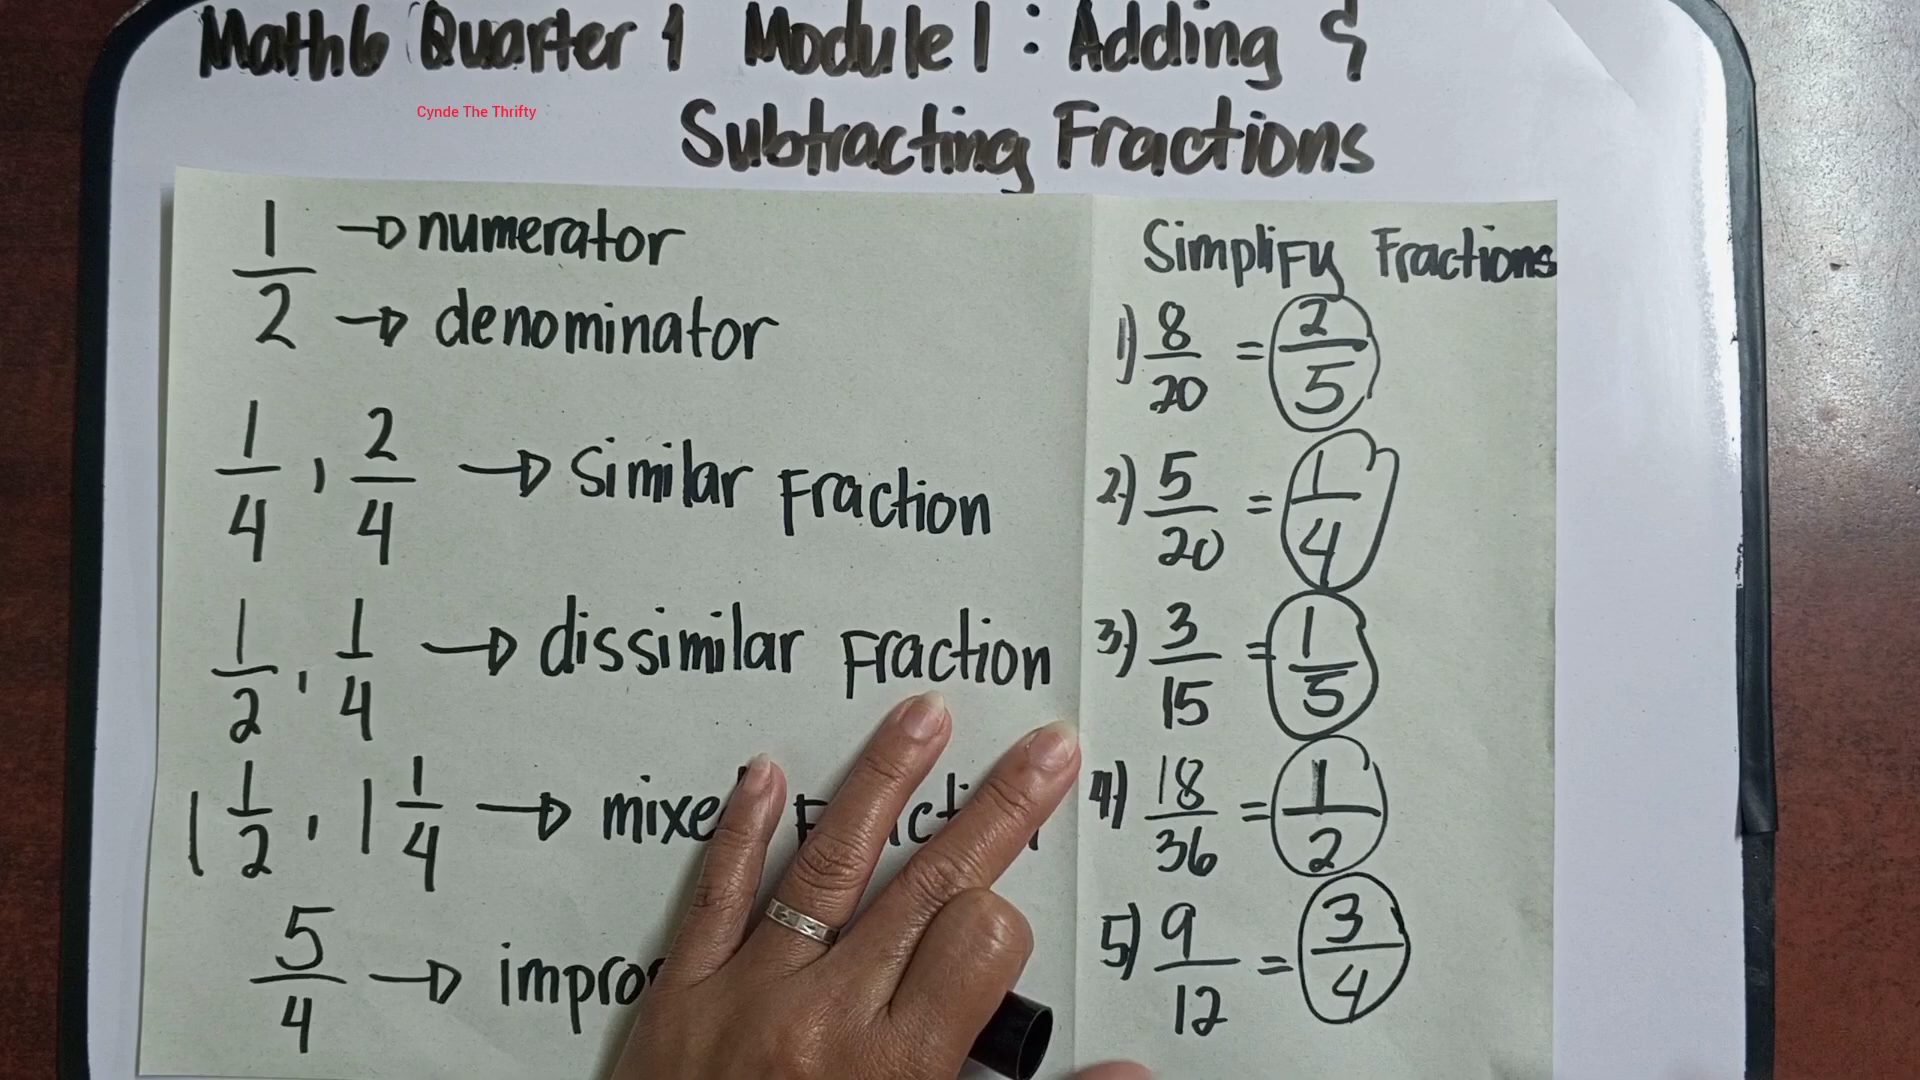 Math 6 Quarter 1 Module 1 : Adding &
Subtracting Fractions
Cynde The Thrifty
1/2 → numerator
→ denominator
1/4 , 2/4 → similar Fraction
1/2 , 1/4 → dissimilar Fraction
1 1/2 , 1 1/4 →
5/4 →
Simplify Fractions
1) 8/20 = 2/5
2) 5/20 = 1/4
3) 3/15 = 1/5
4) 18/36 = 1/2
5) 9/12 = 3/4